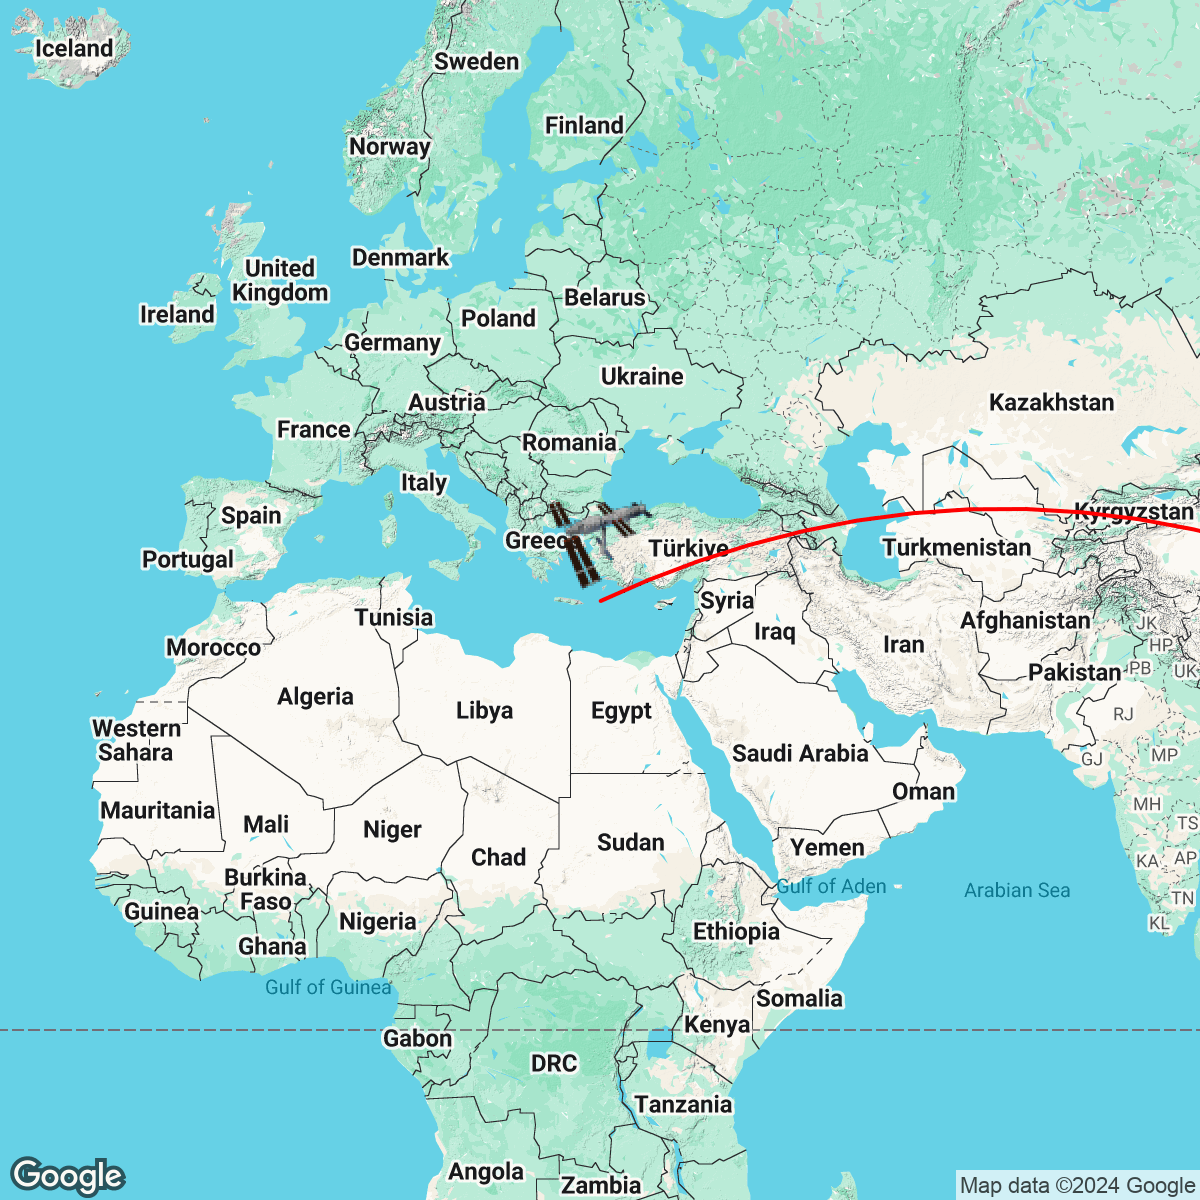 Iceland
Sweden
Finland
Norway
Denmark
United
Kingdom
Ireland
Belarus
Poland
Germany
Ukraine
Austria
Kazakhstan
France
Romania
Italy
Spain
Kyrgyzstan
Greec
Portugal
Türkiye
Turkmenistan
Syria
Tunisia
Afghanistan
JK
Iraq
Iran
HP
Morocco
Pakistan
PB
UK
Algeria
Libya
Egypt
RJ
Western
Sahara
Saudi Arabia
GJ
MP
Oman
Mauritania
Mali
Niger
MH
TS
Sudan
Yemen
Chad
KA
AP
Burkina
Faso
Gulf of Aden
Arabian Sea
TN
Guinea
Nigeria
KL
Ethiopia
Ghana
Gulf of Guinea
Somalia
Kenya
Gabon
DRC
Tanzania
Angola
Zambia
Google
Map data ©2024 Google